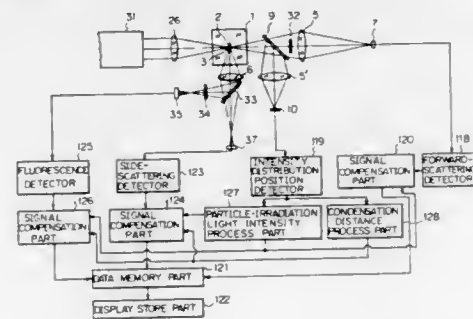 31
26
2
1
9
32
5
7
3
6
5'
33
35
34
10
37
125
119
120
118
FLUORESCENCE
DETECTOR
SIDE-
SCATTERING
DETECTOR
123
INTENSITY
DISTRIBUTION
POSITION
DETECTOR
SIGNAL
COMPENSATION
PART
FORWARD-
SCATTERING
DETECTOR
126
124
127
128
SIGNAL
COMPENSATION
PART
SIGNAL
COMPENSATION
PART
PARTICLE-IRRADIATION
LIGHT INTENSITY
PROCESS PART
CONDENSATION
DISTANCE
PROCESS PART
121
DATA MEMORY PART
122
DISPLAY STORE PART